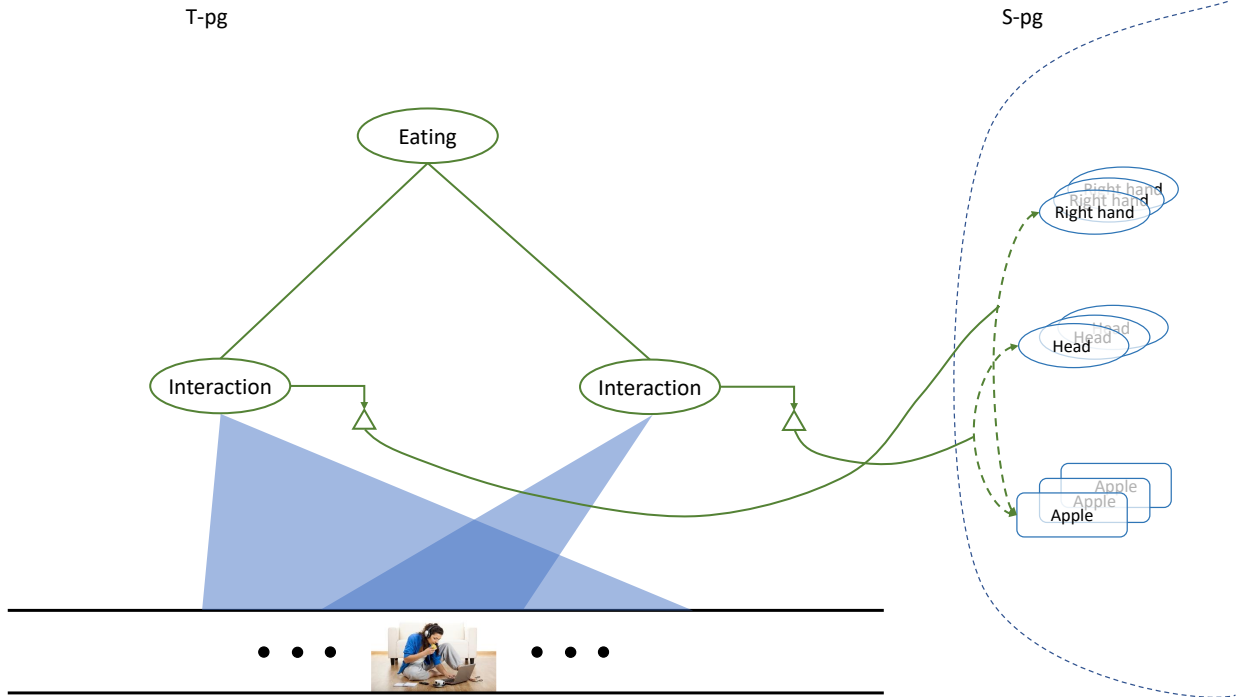 T-pg
S-pg
Eating
Right hand
Right hand
Right hand
Head
Head
Head
Interaction
Interaction
Apple
Apple
Apple